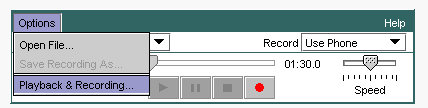 Options Help
Open File... Record Use Phone
Save Recording As... 01:30.0
Playback & Recording... Speed